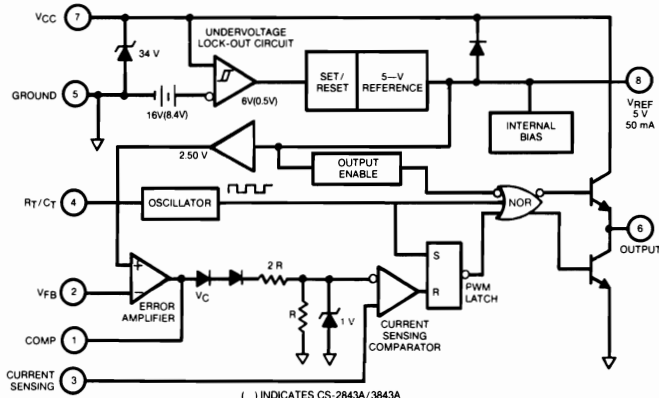 VCC
7
UNDERVOLTAGE
LOCK-OUT CIRCUIT
34 V
GROUND
5
16V(8.4V)
6V(0.5V)
SET/
RESET
5—V
REFERENCE
8
VREF
5 V
50 mA
INTERNAL
BIAS
2.50 V
OUTPUT
ENABLE
RT/CT
4
OSCILLATOR
NOR
6
OUTPUT
S
R
PWM
LATCH
2 R
+
−
VC
R
1 V
VFB
2
ERROR
AMPLIFIER
CURRENT
SENSING
COMPARATOR
COMP
1
CURRENT
SENSING
3
(...) INDICATES CS-2843A/3843A